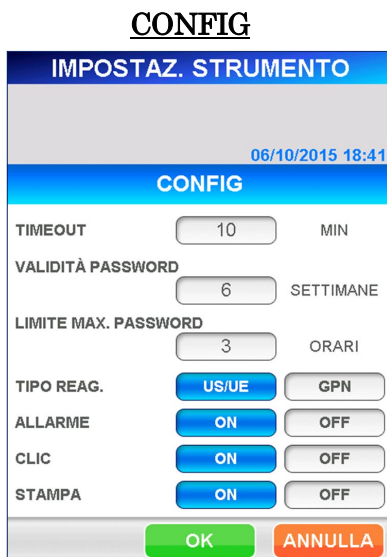 CONFIG
IMPOSTAZ. STRUMENTO
06/10/2015 18:41
CONFIG
TIMEOUT 10 MIN
VALIDITÀ PASSWORD
6 SETTIMANE
LIMITE MAX. PASSWORD
3 ORARI
TIPO REAG. US/UE GPN
ALLARME ON OFF
CLIC ON OFF
STAMPA ON OFF
OK ANNULLA